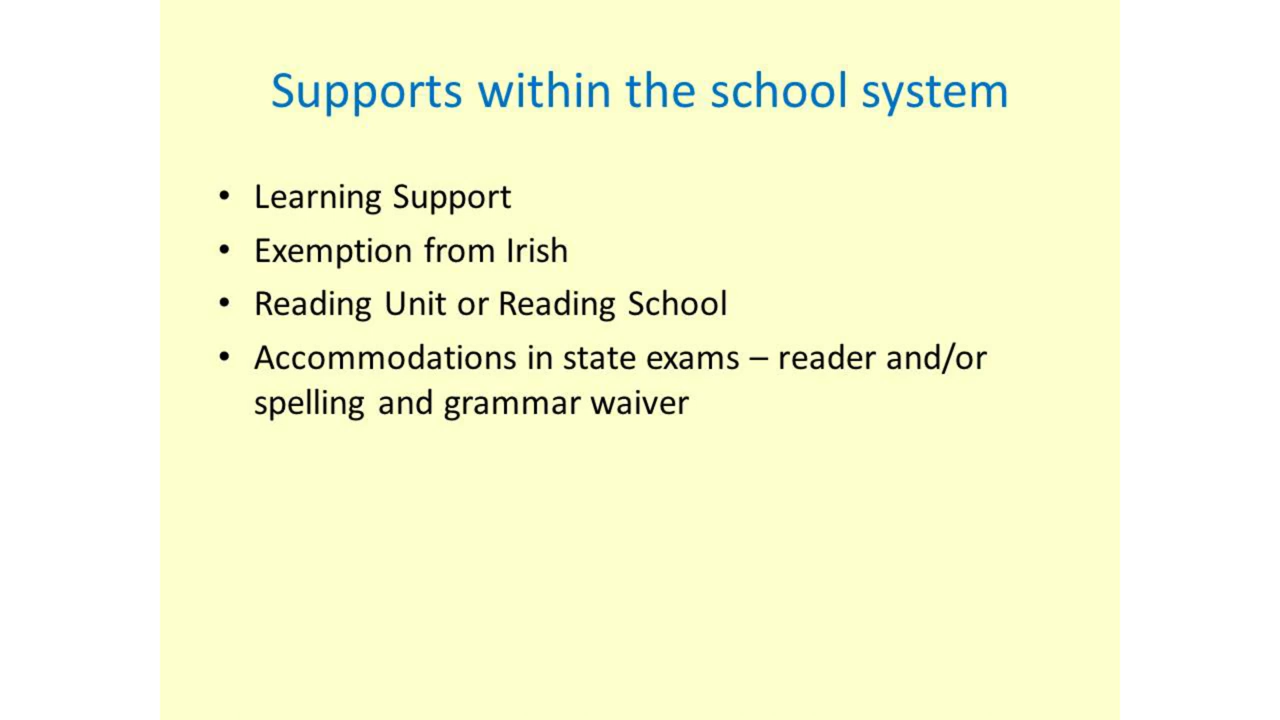 Supports within the school system
• Learning Support
• Exemption from Irish
• Reading Unit or Reading School
• Accommodations in state exams – reader and/or
spelling and grammar waiver